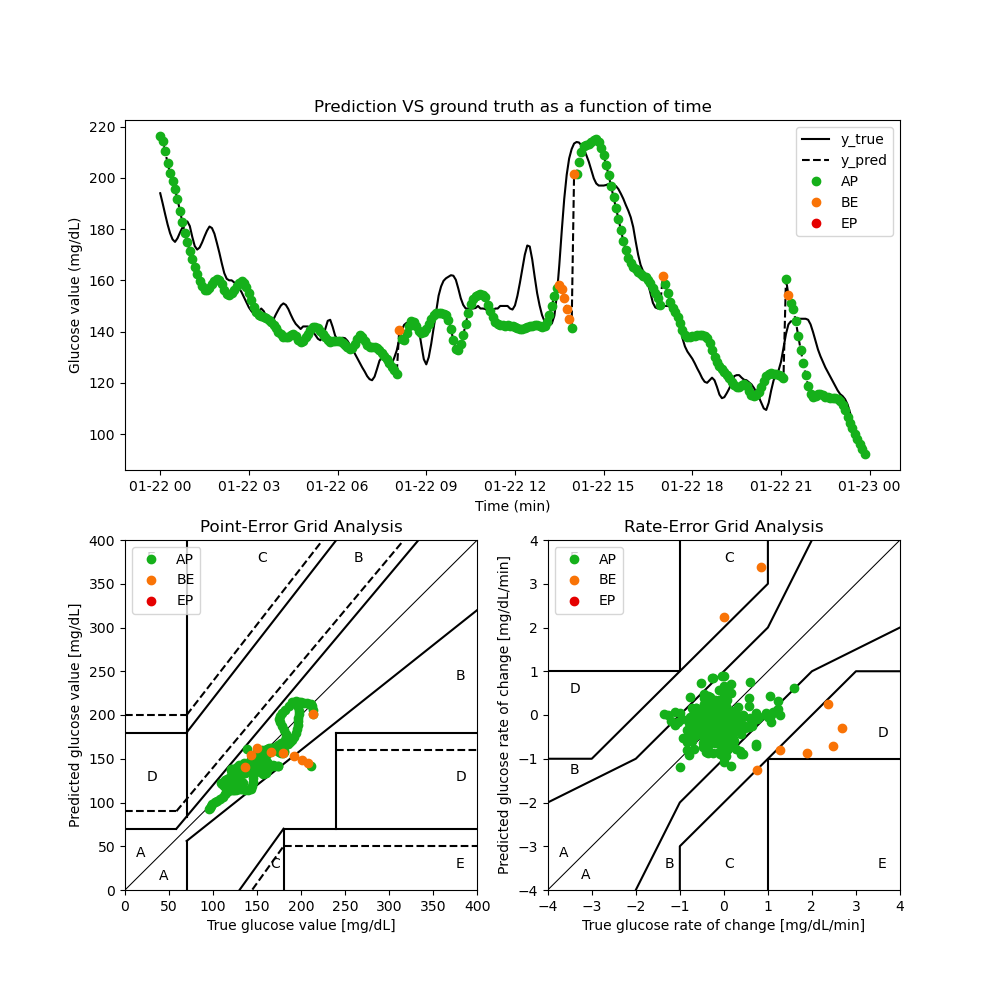 Prediction VS ground truth as a function of time
Glucose value (mg/dL)
220
200
180
160
140
120
100
y_true
y_pred
AP
BE
EP
01-22 00 01-22 03 01-22 06 01-22 09 01-22 12 01-22 15 01-22 18 01-22 21 01-23 00
Time (min)
Point-Error Grid Analysis
Predicted glucose value [mg/dL]
400
350
300
250
200
150
100
50
0
AP
BE
EP
C
B
B
D
D
A
A
C
E
0 50 100 150 200 250 300 350 400
True glucose value [mg/dL]
Rate-Error Grid Analysis
Predicted glucose rate of change [mg/dL/min]
4
3
2
1
0
−1
−2
−3
−4
AP
BE
EP
C
D
D
B
A
A
B
C
E
−4 −3 −2 −1 0 1 2 3 4
True glucose rate of change [mg/dL/min]